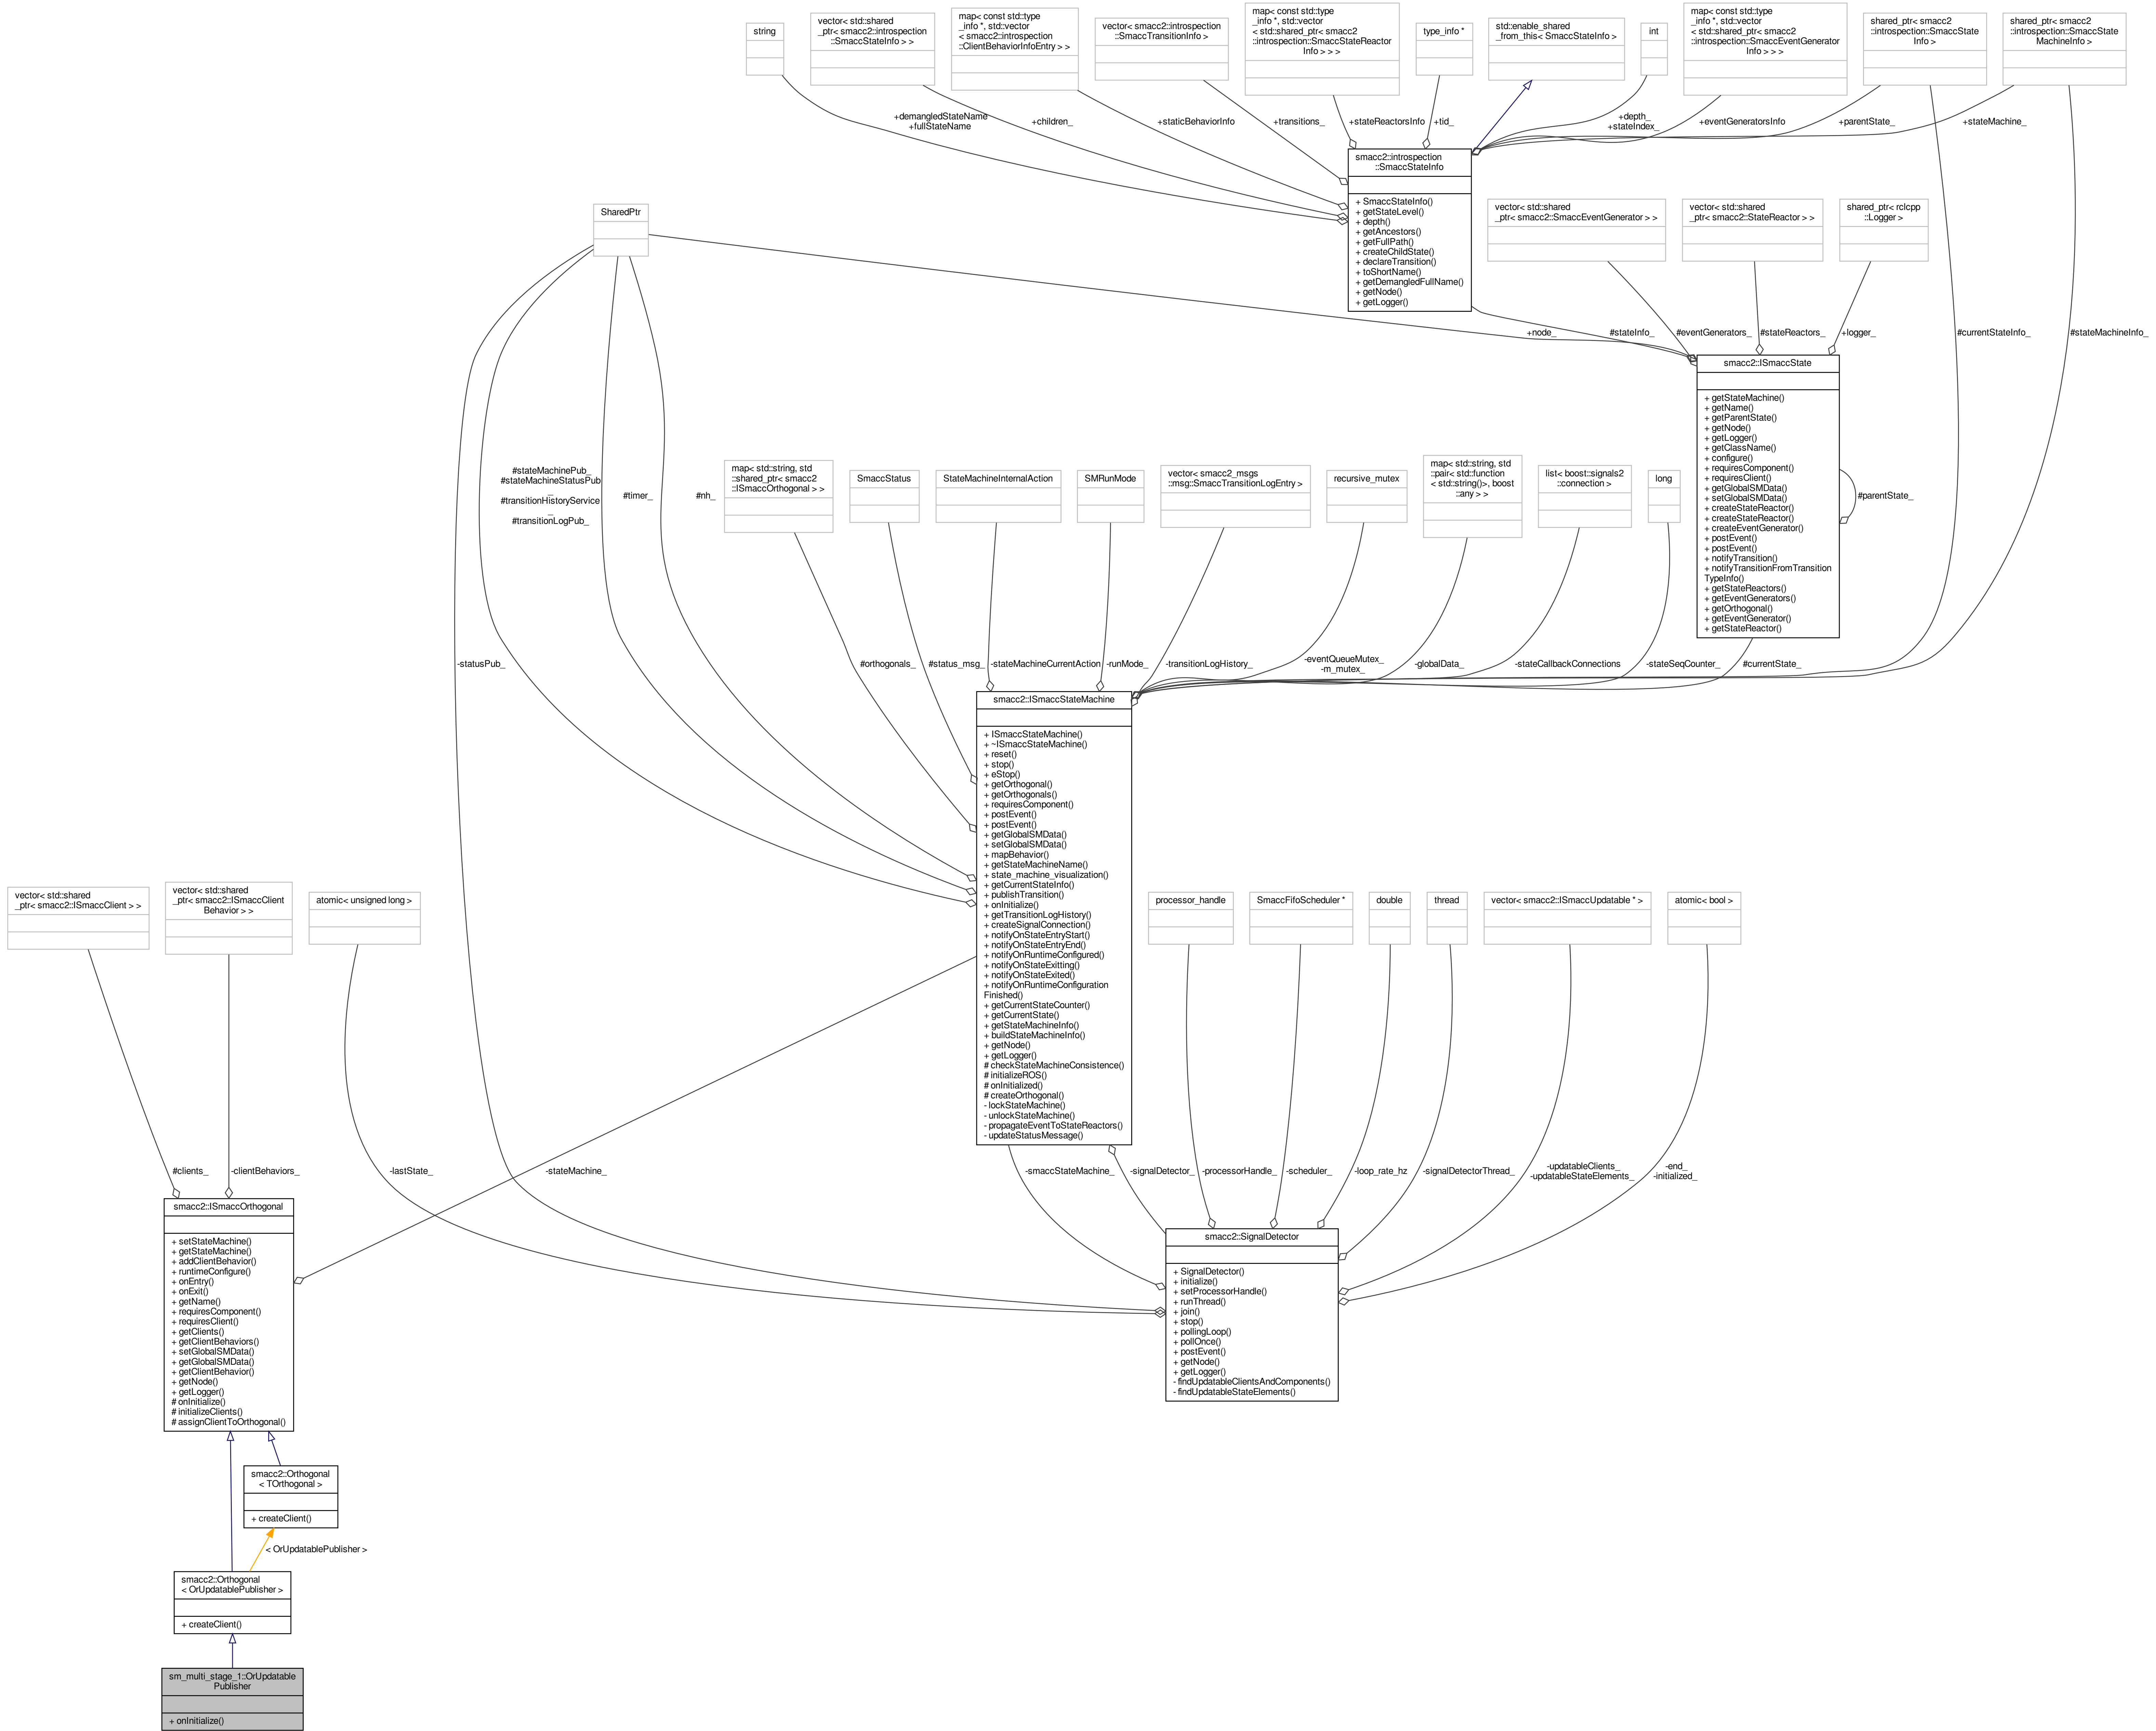 string
vector< std::shared
_ptr< smacc2::introspection
::SmaccStateInfo > >
map< const std::type
_info *, std::vector
< smacc2::introspection
::ClientBehaviorInfoEntry > >
vector< smacc2::introspection
::SmaccTransitionInfo >
map< const std::type
_info *, std::vector
< std::shared_ptr< smacc2
::introspection::SmaccStateReactor
Info > > >
type_info *
std::enable_shared
_from_this< SmaccStateInfo >
int
map< const std::type
_info *, std::vector
< std::shared_ptr< smacc2
::introspection::SmaccEventGenerator
Info > > >
shared_ptr< smacc2
::introspection::SmaccState
Info >
shared_ptr< smacc2
::introspection::SmaccState
MachineInfo >
+demangledStateName
+fullStateName
+children_
+staticBehaviorInfo
+transitions_
+stateReactorsInfo
+tid_
+depth_
+stateIndex_
+eventGeneratorsInfo
+parentState_
+stateMachine_
smacc2::introspection
::SmaccStateInfo
+ SmaccStateInfo()
+ getStateLevel()
+ depth()
+ getAncestors()
+ getFullPath()
+ createChildState()
+ declareTransition()
+ toShortName()
+ getDemangledFullName()
+ getNode()
+ getLogger()
SharedPtr
vector< std::shared
_ptr< smacc2::SmaccEventGenerator > >
vector< std::shared
_ptr< smacc2::StateReactor > >
shared_ptr< rclcpp
::Logger >
+node_
#stateInfo_
#eventGenerators_
#stateReactors_
+logger_
#currentStateInfo_
#stateMachineInfo_
smacc2::ISmaccState
+ getStateMachine()
+ getName()
+ getParentState()
+ getNode()
+ getLogger()
+ getClassName()
+ configure()
+ requiresComponent()
+ requiresClient()
+ getGlobalSMData()
+ setGlobalSMData()
+ createStateReactor()
+ createStateReactor()
+ createEventGenerator()
+ postEvent()
+ postEvent()
+ notifyTransition()
+ notifyTransitionFromTransition
TypeInfo()
+ getStateReactors()
+ getEventGenerators()
+ getOrthogonal()
+ getEventGenerator()
+ getStateReactor()
#parentState_
#stateMachinePub_
#stateMachineStatusPub
_
#transitionHistoryService
_
#transitionLogPub_
#timer_
#nh_
map< std::string, std
::shared_ptr< smacc2
::ISmaccOrthogonal > >
SmaccStatus
StateMachineInternalAction
SMRunMode
vector< smacc2_msgs
::msg::SmaccTransitionLogEntry >
recursive_mutex
map< std::string, std
::pair< std::function
< std::string()>, boost
::any > >
list< boost::signals2
::connection >
long
-statusPub_
#orthogonals_
#status_msg_
-stateMachineCurrentAction
-runMode_
-transitionLogHistory_
-eventQueueMutex_
-m_mutex_
-globalData_
-stateCallbackConnections
-stateSeqCounter_
#currentState_
smacc2::ISmaccStateMachine
+ ISmaccStateMachine()
+ ~ISmaccStateMachine()
+ reset()
+ stop()
+ eStop()
+ getOrthogonal()
+ getOrthogonals()
+ requiresComponent()
+ postEvent()
+ postEvent()
+ getGlobalSMData()
+ setGlobalSMData()
+ mapBehavior()
+ getStateMachineName()
+ state_machine_visualization()
+ getCurrentStateInfo()
+ publishTransition()
+ onInitialize()
+ getTransitionLogHistory()
+ createSignalConnection()
+ notifyOnStateEntryStart()
+ notifyOnStateEntryEnd()
+ notifyOnRuntimeConfigured()
+ notifyOnStateExitting()
+ notifyOnStateExited()
+ notifyOnRuntimeConfiguration
Finished()
+ getCurrentStateCounter()
+ getCurrentState()
+ getStateMachineInfo()
+ buildStateMachineInfo()
+ getNode()
+ getLogger()
# checkStateMachineConsistence()
# initializeROS()
# onInitialized()
# createOrthogonal()
- lockStateMachine()
- unlockStateMachine()
- propagateEventToStateReactors()
- updateStatusMessage()
vector< std::shared
_ptr< smacc2::ISmaccClient > >
vector< std::shared
_ptr< smacc2::ISmaccClient
Behavior > >
atomic< unsigned long >
processor_handle
SmaccFifoScheduler *
double
thread
vector< smacc2::ISmaccUpdatable * >
atomic< bool >
#clients_
-clientBehaviors_
-lastState_
-stateMachine_
-smaccStateMachine_
-signalDetector_
-processorHandle_
-scheduler_
-loop_rate_hz
-signalDetectorThread_
-updatableClients_
-updatableStateElements_
-end_
-initialized_
smacc2::ISmaccOrthogonal
+ setStateMachine()
+ getStateMachine()
+ addClientBehavior()
+ runtimeConfigure()
+ onEntry()
+ onExit()
+ getName()
+ requiresComponent()
+ requiresClient()
+ getClients()
+ getClientBehaviors()
+ setGlobalSMData()
+ getGlobalSMData()
+ getClientBehavior()
+ getNode()
+ getLogger()
# onInitialize()
# initializeClients()
# assignClientToOrthogonal()
smacc2::SignalDetector
+ SignalDetector()
+ initialize()
+ setProcessorHandle()
+ runThread()
+ join()
+ stop()
+ pollingLoop()
+ pollOnce()
+ postEvent()
+ getNode()
+ getLogger()
- findUpdatableClientsAndComponents()
- findUpdatableStateElements()
smacc2::Orthogonal
< TOrthogonal >
+ createClient()
< OrUpdatablePublisher >
smacc2::Orthogonal
< OrUpdatablePublisher >
+ createClient()
sm_multi_stage_1::OrUpdatable
Publisher
+ onInitialize()